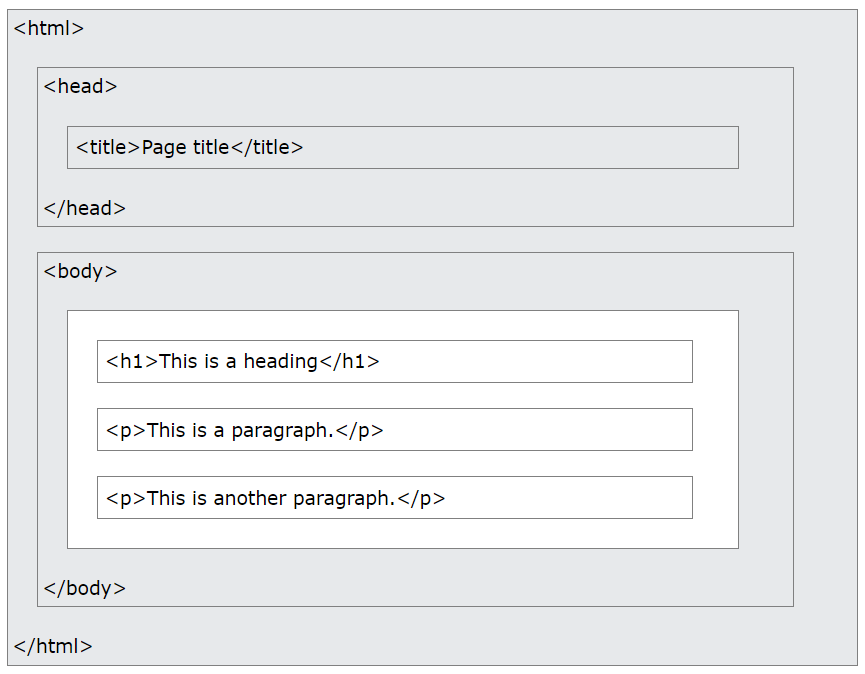 <html>
<head>
<title>Page title</title>
</head>
<body>
<h1>This is a heading</h1>
<p>This is a paragraph.</p>
<p>This is another paragraph.</p>
</body>
</html>